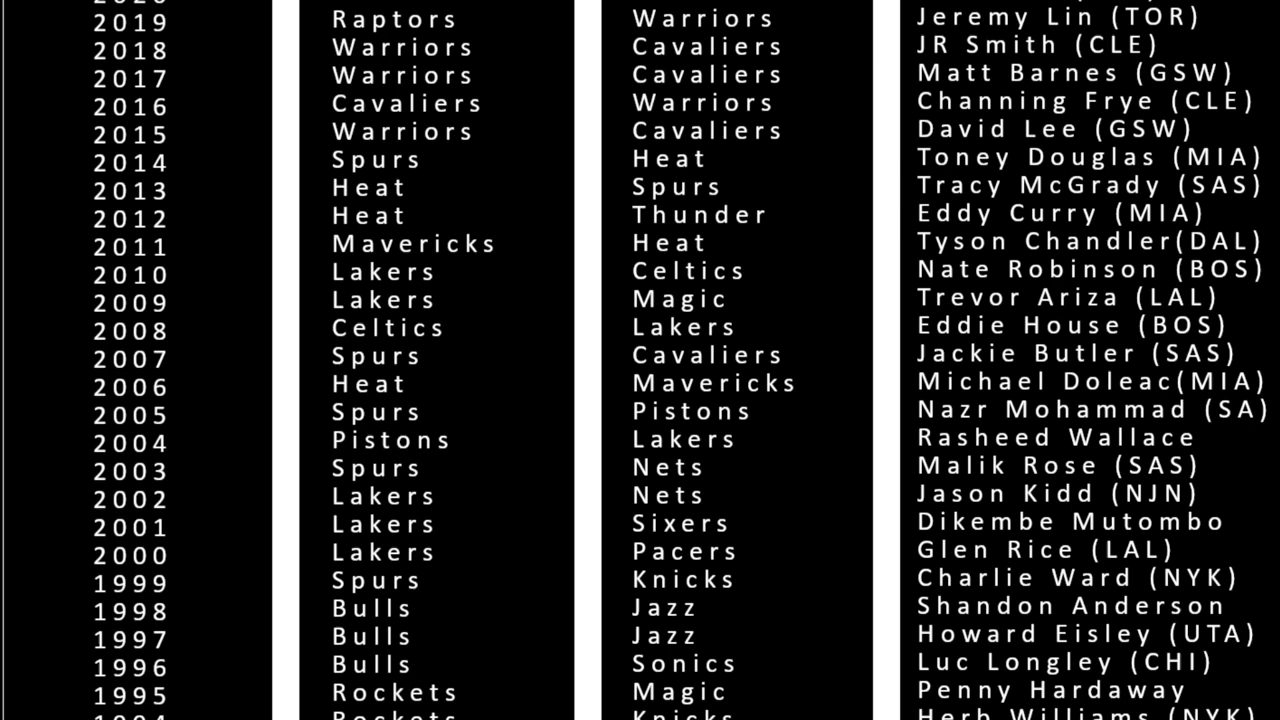 2020
2019 Raptors Warriors Jeremy Lin (TOR)
2018 Warriors Cavaliers JR Smith (CLE)
2017 Warriors Cavaliers Matt Barnes (GSW)
2016 Cavaliers Warriors Channing Frye (CLE)
2015 Warriors Cavaliers David Lee (GSW)
2014 Spurs Heat Toney Douglas (MIA)
2013 Heat Spurs Tracy McGrady (SAS)
2012 Heat Thunder Eddy Curry (MIA)
2011 Mavericks Heat Tyson Chandler(DAL)
2010 Lakers Celtics Nate Robinson (BOS)
2009 Lakers Magic Trevor Ariza (LAL)
2008 Celtics Lakers Eddie House (BOS)
2007 Spurs Cavaliers Jackie Butler (SAS)
2006 Heat Mavericks Michael Doleac(MIA)
2005 Spurs Pistons Nazr Mohammad (SA)
2004 Pistons Lakers Rasheed Wallace
2003 Spurs Nets Malik Rose (SAS)
2002 Lakers Nets Jason Kidd (NJN)
2001 Lakers Sixers Dikembe Mutombo
2000 Lakers Pacers Glen Rice (LAL)
1999 Spurs Knicks Charlie Ward (NYK)
1998 Bulls Jazz Shandon Anderson
1997 Bulls Jazz Howard Eisley (UTA)
1996 Bulls Sonics Luc Longley (CHI)
1995 Rockets Magic Penny Hardaway
1994 Rockets Knicks Herb Williams (NYK)